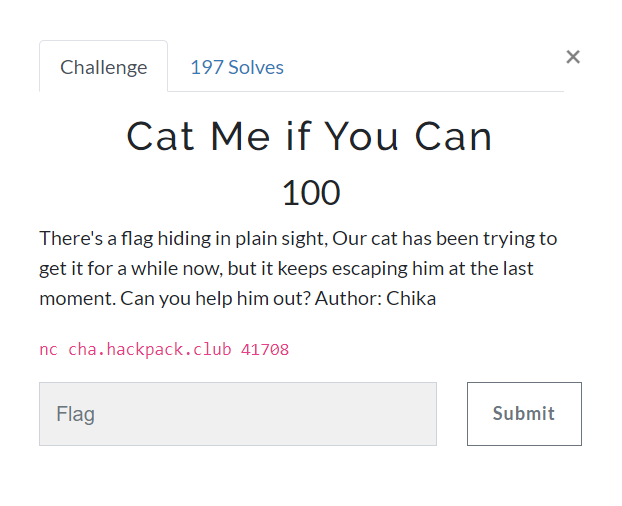 Challenge
197 Solves
×
Cat Me if You Can
100
There's a flag hiding in plain sight, Our cat has been trying to
get it for a while now, but it keeps escaping him at the last
moment. Can you help him out? Author: Chika
nc cha.hackpack.club 41708
Flag
Submit